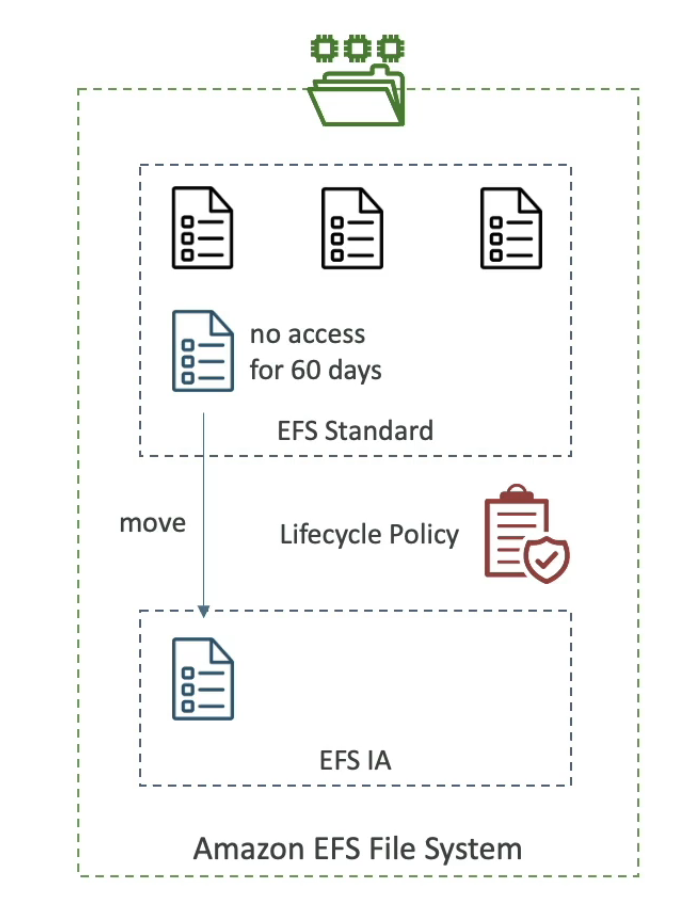 no access
for 60 days
EFS Standard
move
Lifecycle Policy
EFS IA
Amazon EFS File System